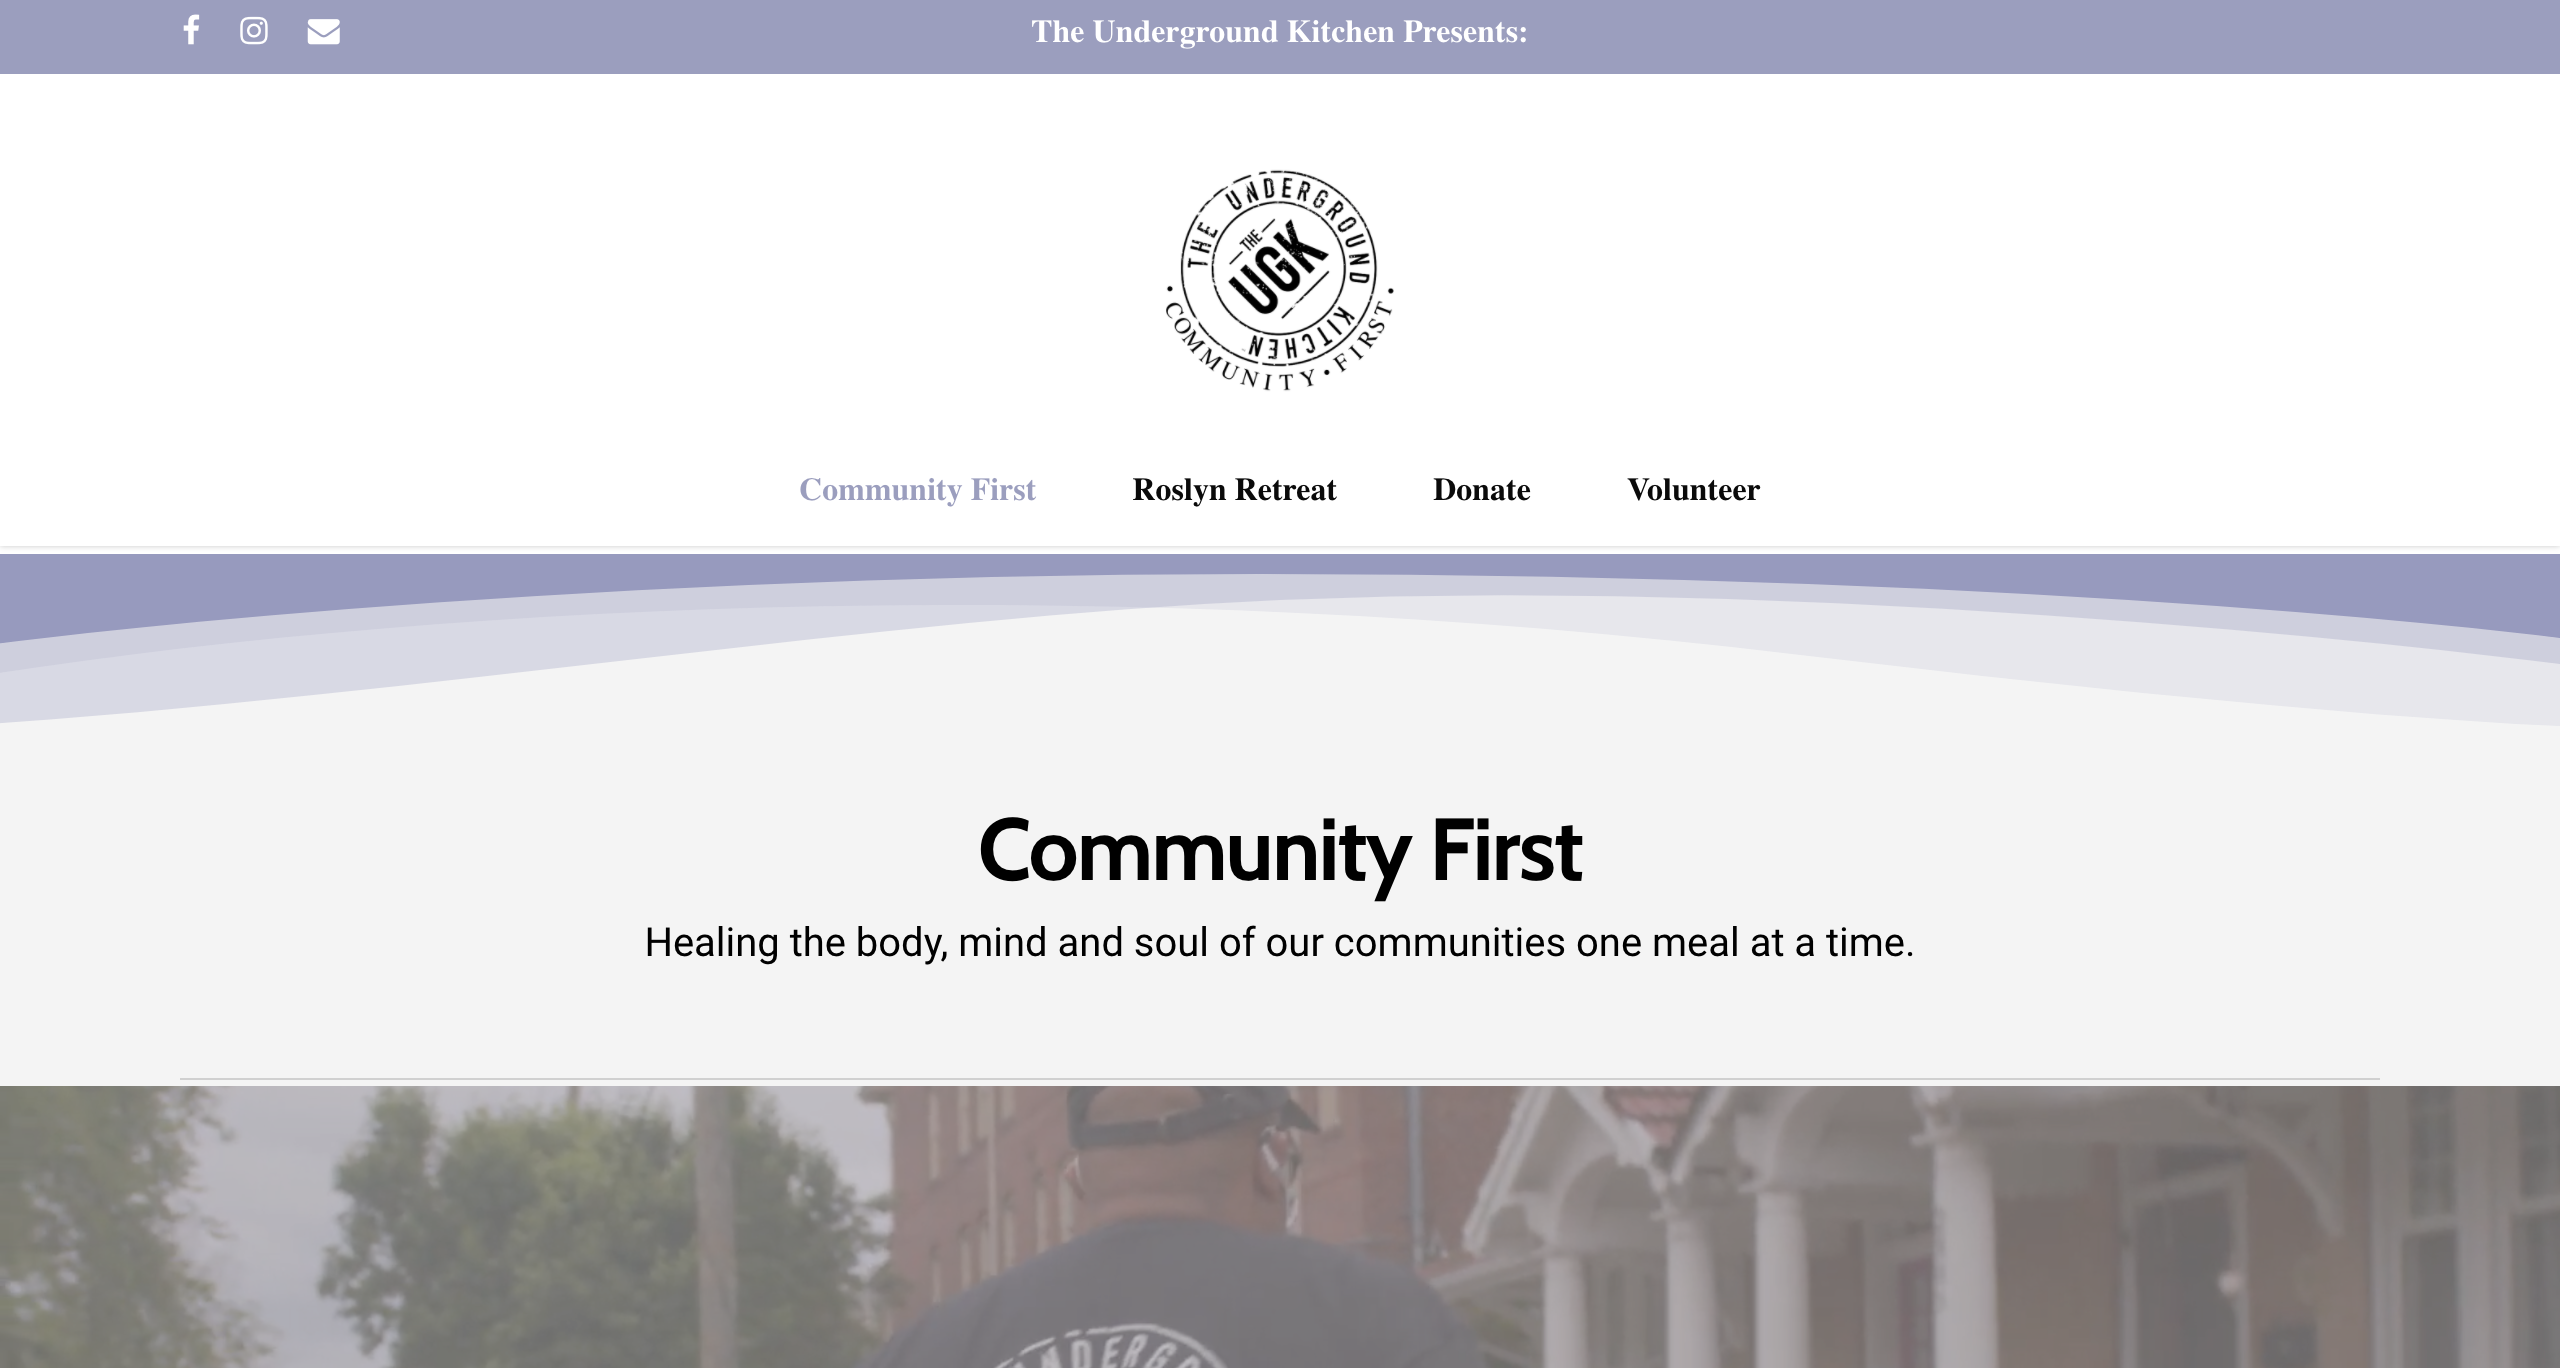 The Underground Kitchen Presents:
THE UNDERGROUND KITCHEN
THE
UGK
• COMMUNITY • FIRST •
Community First
Roslyn Retreat
Donate
Volunteer
Community First
Healing the body, mind and soul of our communities one meal at a time.